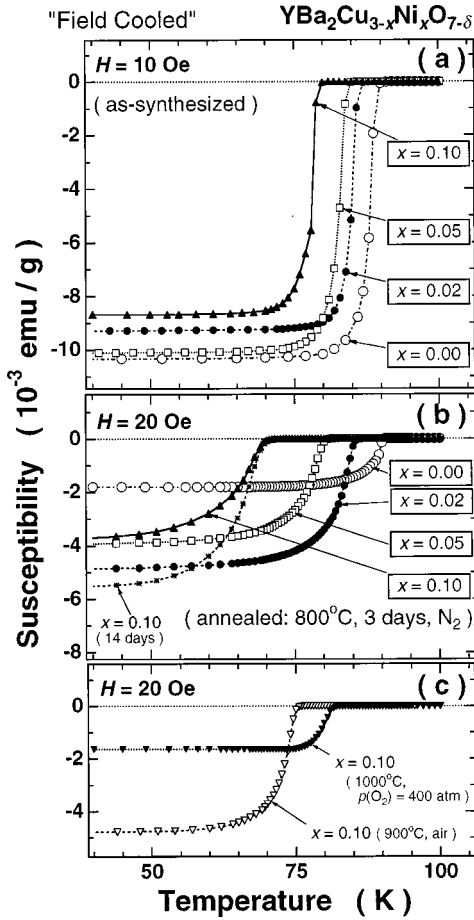 "Field Cooled" YBa2Cu3-xNixO7-δ
H = 10 Oe (a)
(as-synthesized)
0
-2
-4
-6
-8
-10
x = 0.10
x = 0.05
x = 0.02
x = 0.00
H = 20 Oe (b)
0
-2
-4
-6
-8
x = 0.00
x = 0.02
x = 0.05
x = 0.10
x = 0.10
(14 days)
(annealed: 800°C, 3 days, N2)
H = 20 Oe (c)
0
-2
-4
x = 0.10
(1000°C,
p(O2) = 400 atm)
x = 0.10 (900°C, air)
Susceptibility (10-3 emu / g)
50 75 100
Temperature (K)